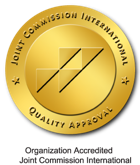 JOINT COMMISSION INTERNATIONAL
QUALITY APPROVAL
Organization Accredited
Joint Commission International